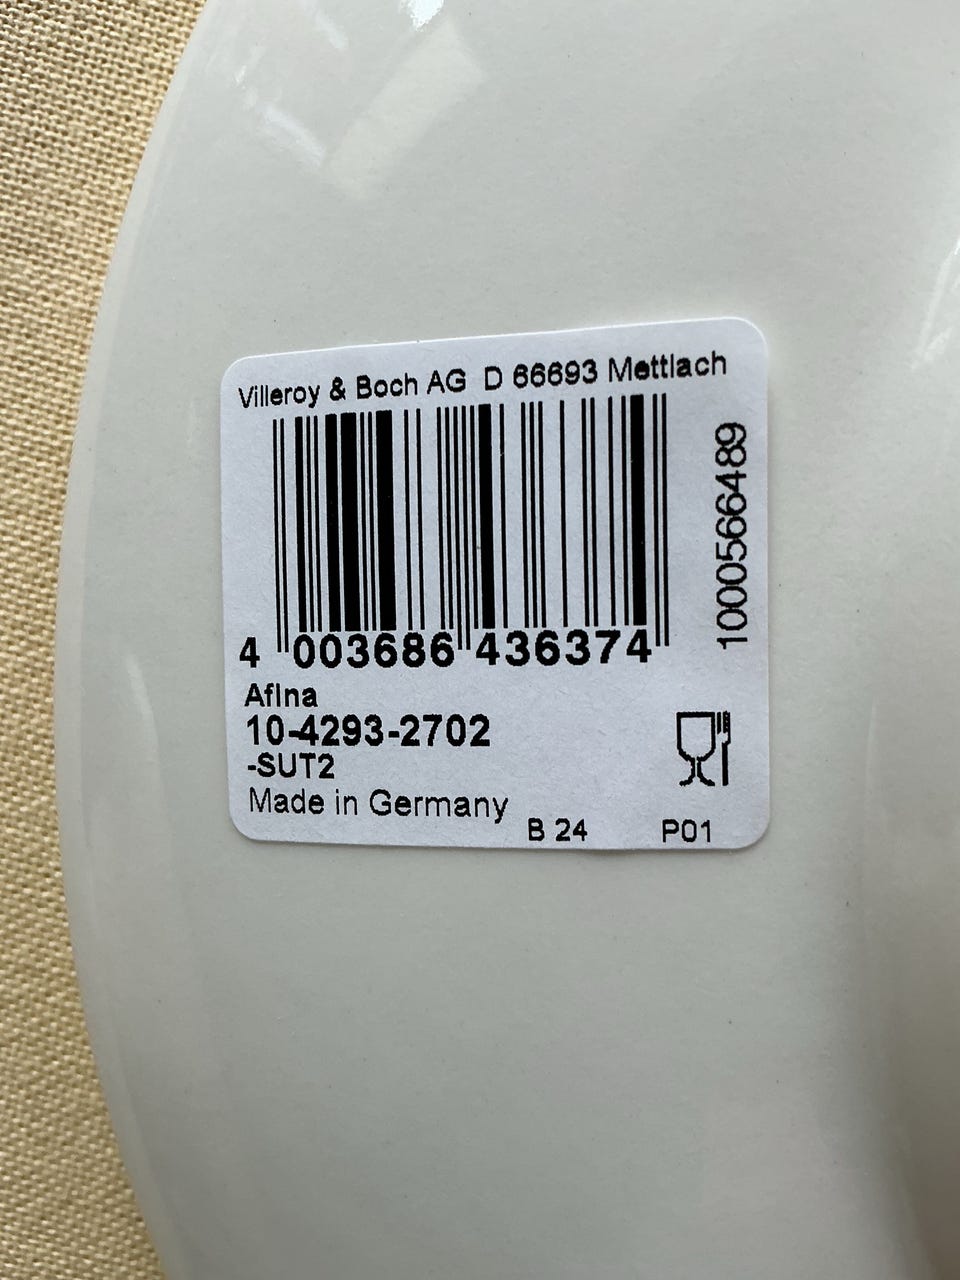 Villeroy & Boch AG D 66693 Mettlach
1000566489
4 003686 436374
Afina
10-4293-2702
-SUT2
Made in Germany
B 24 P01